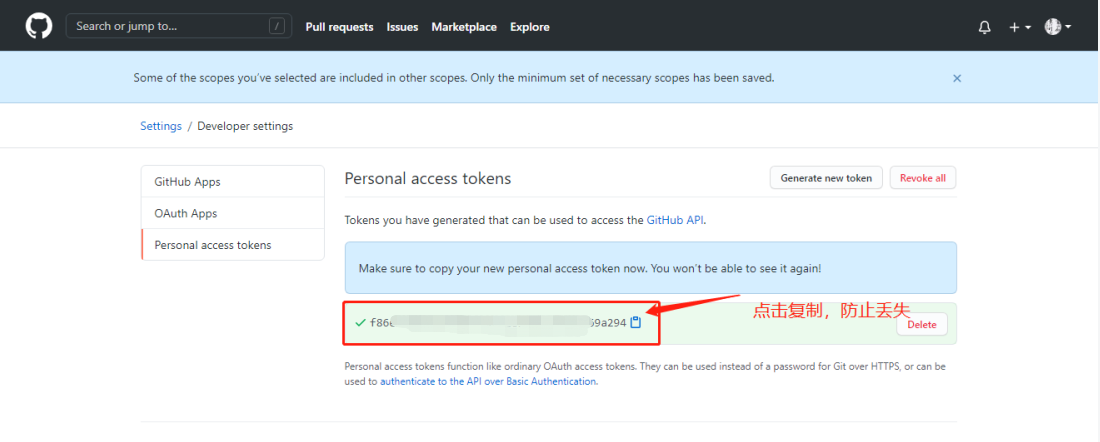 Search or jump to...
/
Pull requests
Issues
Marketplace
Explore
Some of the scopes you've selected are included in other scopes. Only the minimum set of necessary scopes has been saved.
Settings / Developer settings
GitHub Apps
OAuth Apps
Personal access tokens
Personal access tokens
Generate new token
Revoke all
Tokens you have generated that can be used to access the GitHub API.
Make sure to copy your new personal access token now. You won't be able to see it again!
点击复制，防止丢失
Delete
Personal access tokens function like ordinary OAuth access tokens. They can be used instead of a password for Git over HTTPS, or can be
used to authenticate to the API over Basic Authentication.